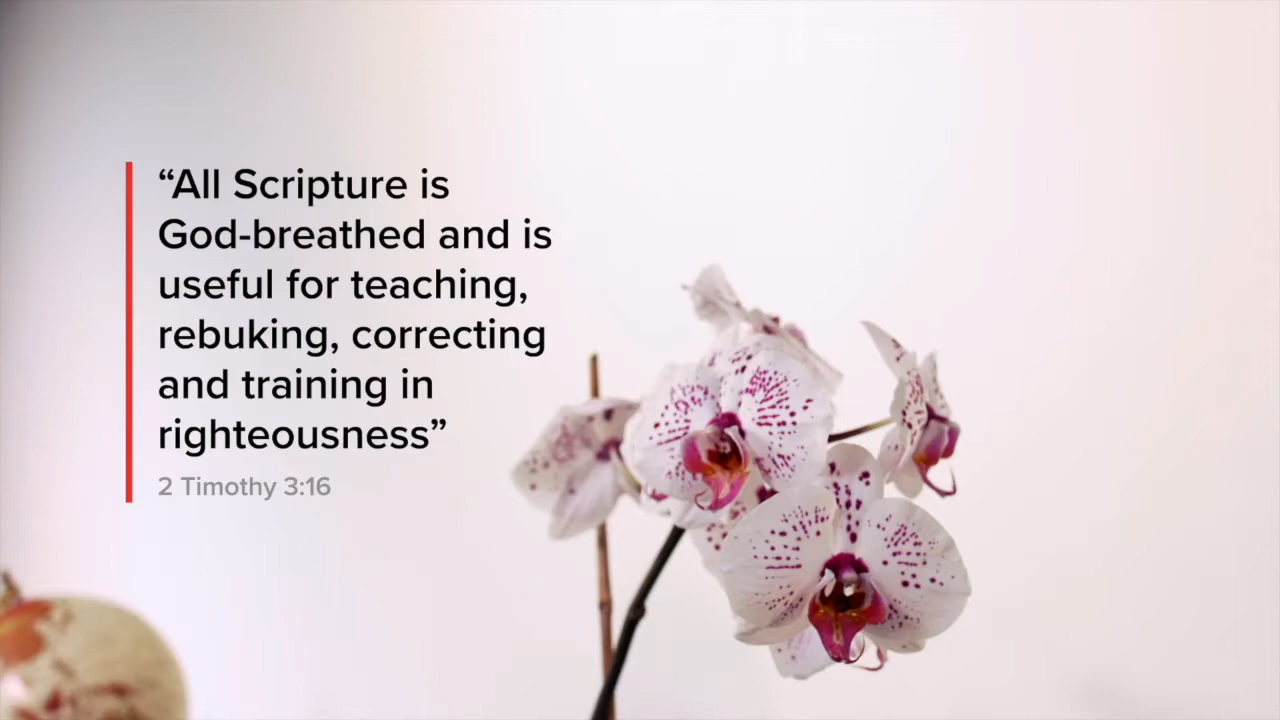 “All Scripture is
God-breathed and is
useful for teaching,
rebuking, correcting
and training in
righteousness”
2 Timothy 3:16